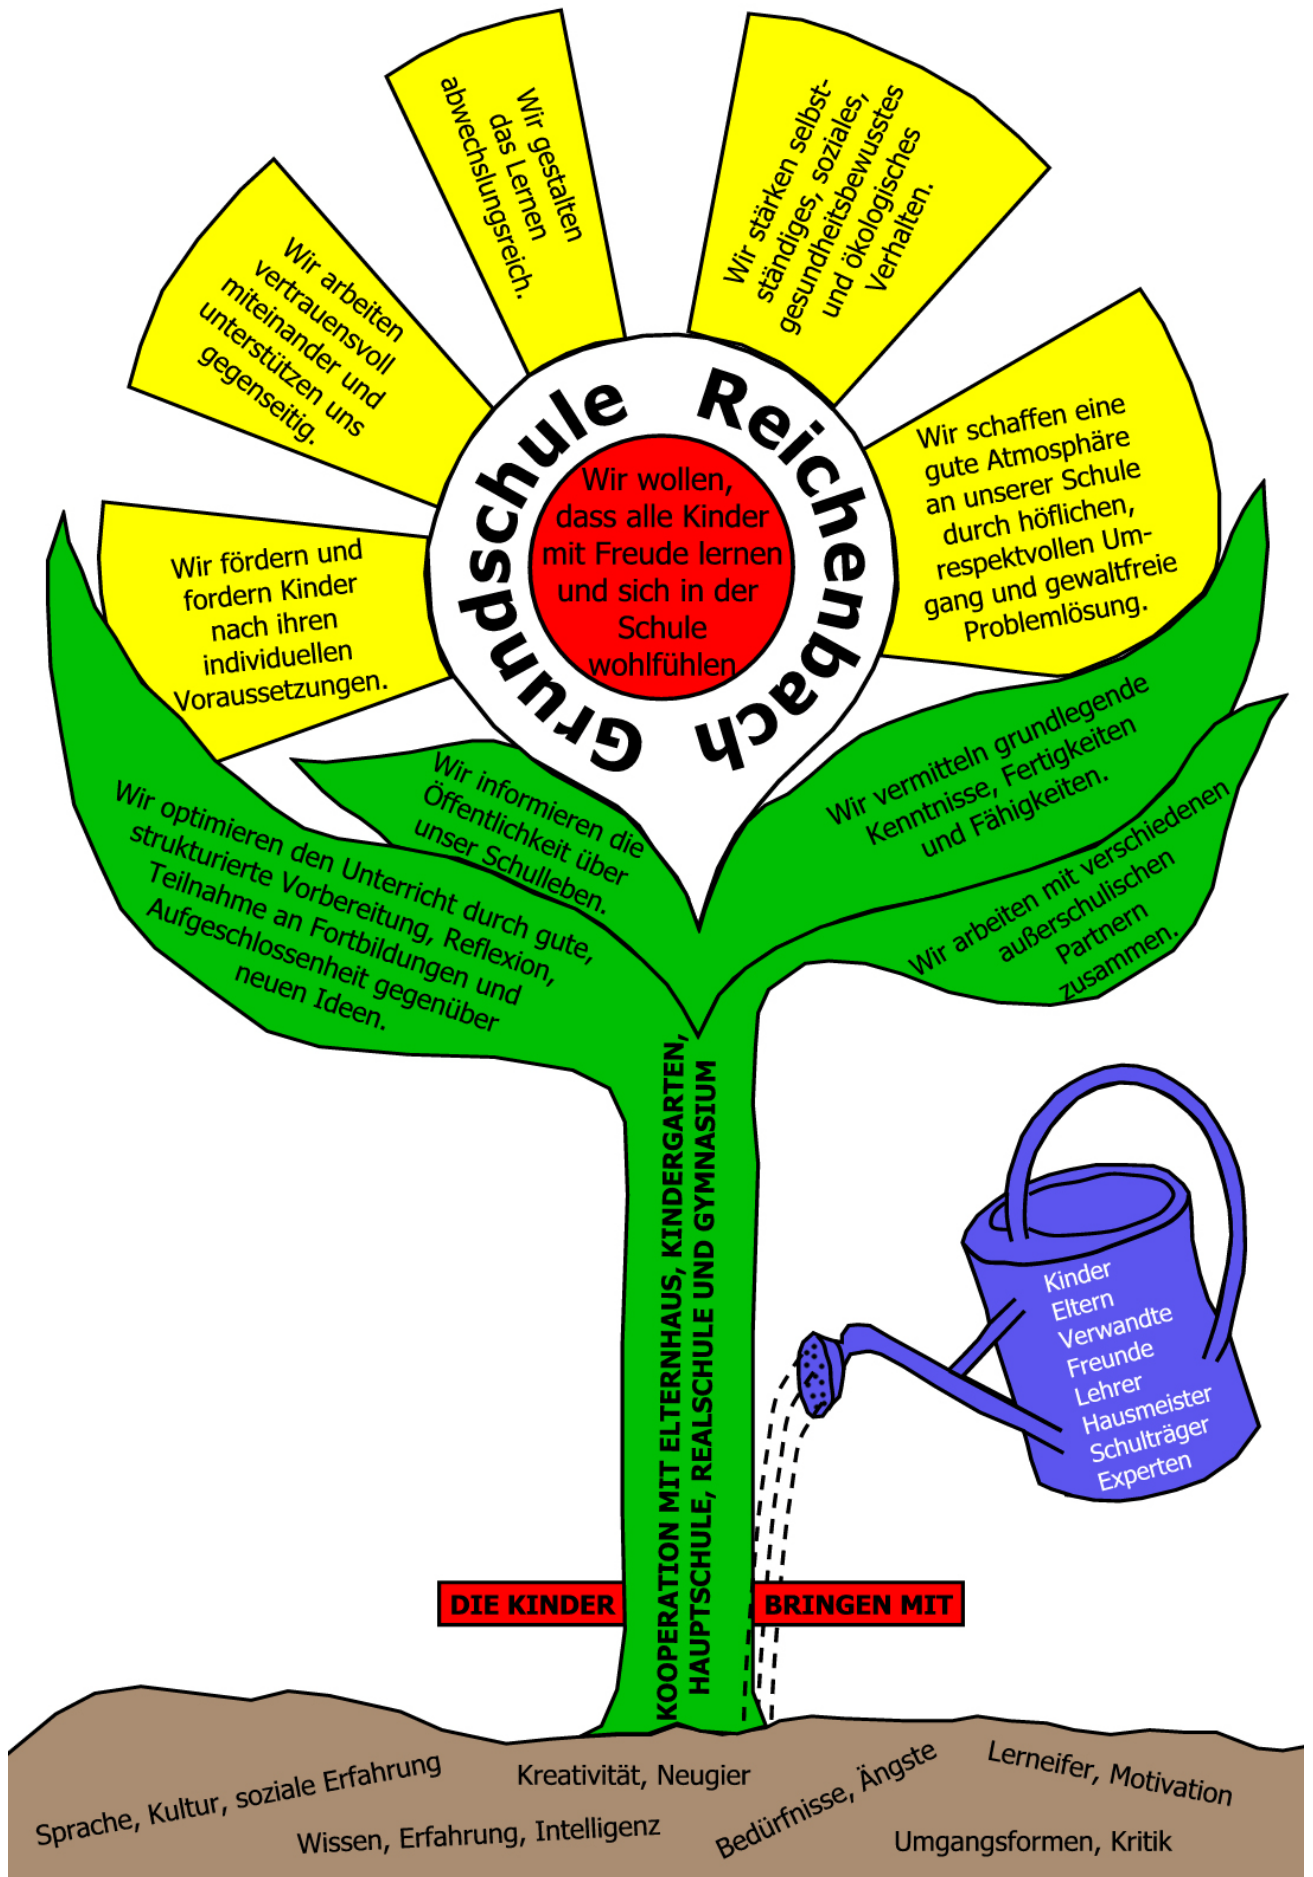 Wir gestalten
das Lernen
abwechslungsreich.
Wir stärken selbst-
ständiges, soziales,
gesundheitsbewusstes
und ökologisches
Verhalten.
Wir arbeiten
vertrauensvoll
miteinander und
unterstützen uns
gegenseitig.
Wir schaffen eine
gute Atmosphäre
an unserer Schule
durch höflichen,
respektvollen Um-
gang und gewaltfreie
Problemlösung.
Wir fördern und
fordern Kinder
nach ihren
individuellen
Voraussetzungen.
Grundschule Reichenbach
Wir wollen,
dass alle Kinder
mit Freude lernen
und sich in der
Schule
wohlfühlen
Wir optimieren den Unterricht durch gute,
strukturierte Vorbereitung, Reflexion,
Teilnahme an Fortbildungen und
Aufgeschlossenheit gegenüber
neuen Ideen.
Wir informieren die
Öffentlichkeit über
unser Schulleben.
Wir vermitteln grundlegende
Kenntnisse, Fertigkeiten
und Fähigkeiten.
Wir arbeiten mit verschiedenen
außerschulischen
Partnern
zusammen.
KOOPERATION MIT ELTERNHAUS, KINDERGARTEN,
HAUPTSCHULE, REALSCHULE UND GYMNASIUM
Kinder
Eltern
Verwandte
Freunde
Lehrer
Hausmeister
Schulträger
Experten
DIE KINDER BRINGEN MIT
Sprache, Kultur, soziale Erfahrung
Kreativität, Neugier
Wissen, Erfahrung, Intelligenz
Bedürfnisse, Ängste
Lerneifer, Motivation
Umgangsformen, Kritik